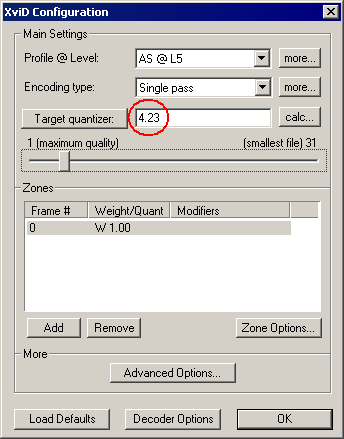 XviD Configuration
Main Settings
Profile @ Level: AS @ L5 more...
Encoding type: Single pass more...
Target quantizer: 4.23 calc...
1 (maximum quality) (smallest file) 31
Zones
Frame # Weight/Quant Modifiers
0 W 1.00
Add Remove Zone Options...
More
Advanced Options...
Load Defaults Decoder Options OK